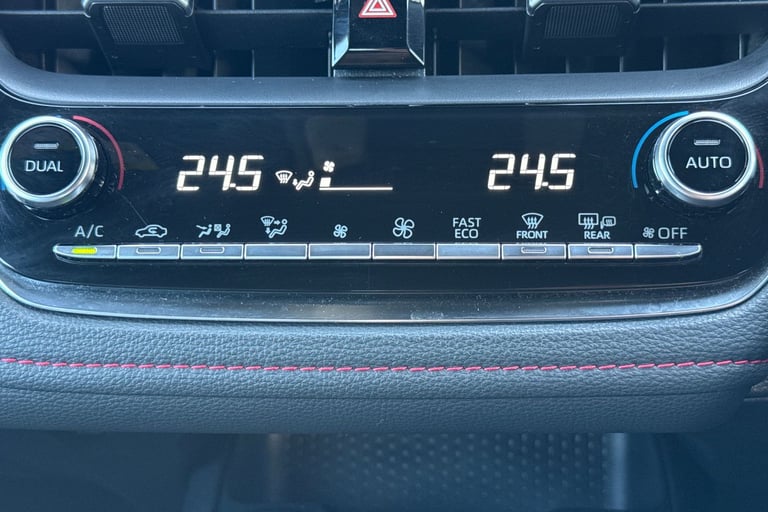 DUAL
24.5
24.5
AUTO
A/C
FAST
ECO
FRONT
REAR
OFF